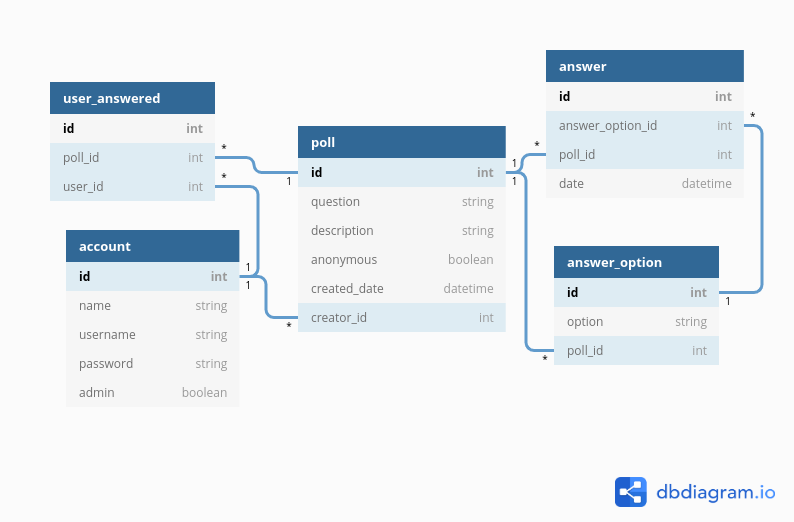 user_answered
id int
poll_id int
user_id int
*
*
account
id int
name string
username string
password string
admin boolean
1
1
poll
id int
question string
description string
anonymous boolean
created_date datetime
creator_id int
1
*
1
1
answer
id int
answer_option_id int
poll_id int
date datetime
*
*
answer_option
id int
option string
poll_id int
1
*
dbdiagram.io